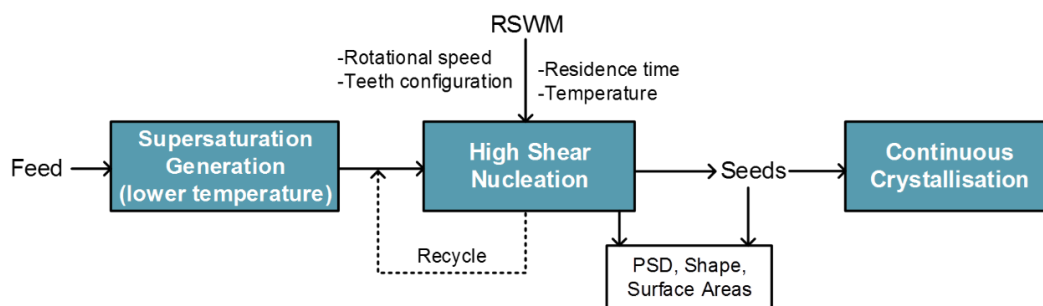 RSWM
-Rotational speed
-Teeth configuration
-Residence time
-Temperature
Feed
Supersaturation
Generation
(lower temperature)
High Shear
Nucleation
Seeds
Continuous
Crystallisation
Recycle
PSD, Shape,
Surface Areas